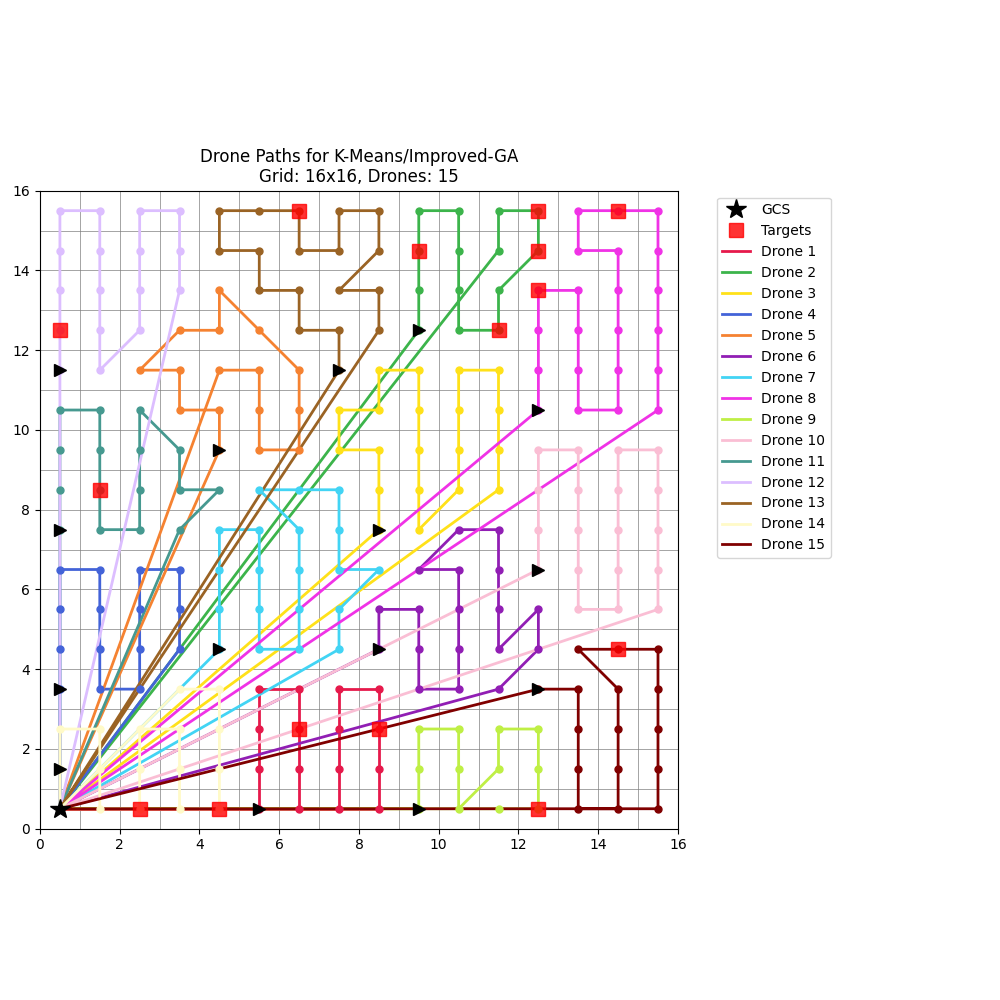 Drone Paths for K-Means/Improved-GA
Grid: 16x16, Drones: 15
16
14
12
10
8
6
4
2
0
0 2 4 6 8 10 12 14 16
GCS
Targets
Drone 1
Drone 2
Drone 3
Drone 4
Drone 5
Drone 6
Drone 7
Drone 8
Drone 9
Drone 10
Drone 11
Drone 12
Drone 13
Drone 14
Drone 15